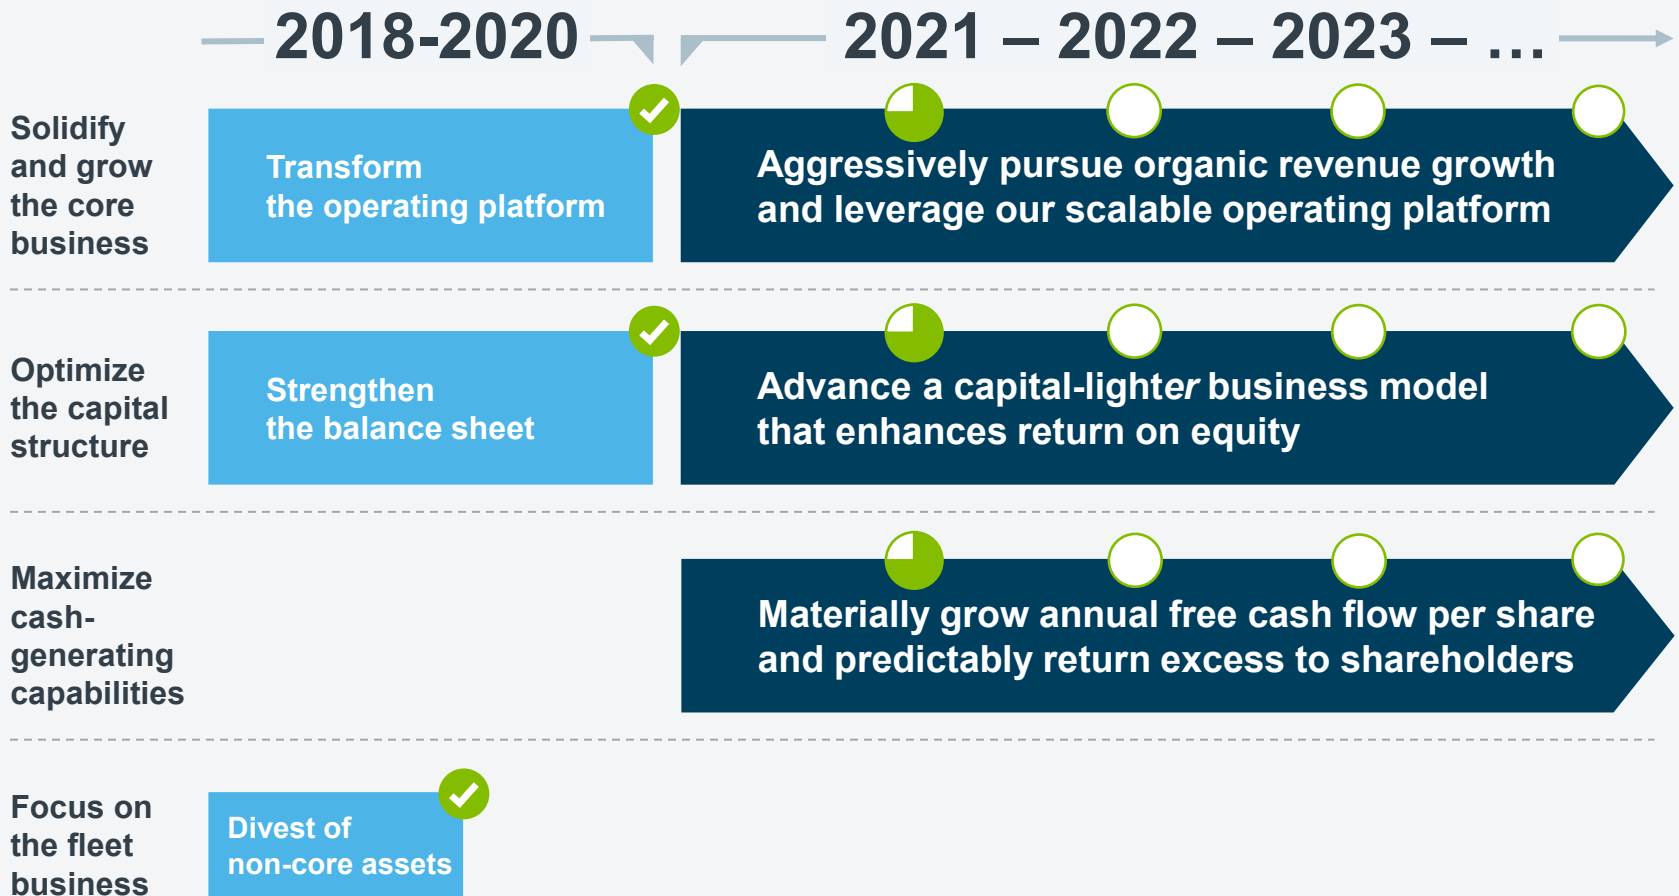 2018-2020
2021 – 2022 – 2023 – …
Solidify
and grow
the core
business
Transform
the operating platform
Aggressively pursue organic revenue growth
and leverage our scalable operating platform
Optimize
the capital
structure
Strengthen
the balance sheet
Advance a capital-lighter business model
that enhances return on equity
Maximize
cash-
generating
capabilities
Materially grow annual free cash flow per share
and predictably return excess to shareholders
Focus on
the fleet
business
Divest of
non-core assets